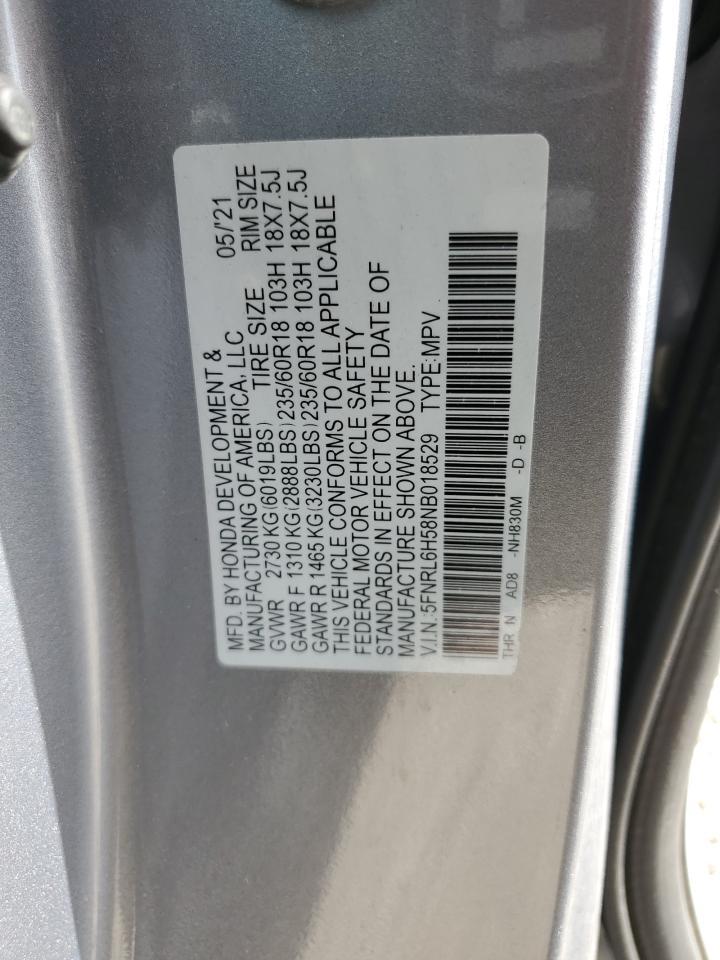 MFD. BY HONDA DEVELOPMENT &
MANUFACTURING OF AMERICA, LLC 05/'21
GVWR 2730 KG(6019LBS) TIRE SIZE RIM SIZE
GAWR F 1310 KG(2888LBS)235/60R18 103H 18X7.5J
GAWR R 1465 KG(3230LBS)235/60R18 103H 18X7.5J
THIS VEHICLE CONFORMS TO ALL APPLICABLE
FEDERAL MOTOR VEHICLE SAFETY
STANDARDS IN EFFECT ON THE DATE OF
MANUFACTURE SHOWN ABOVE.
V.I.N.:5FNRL6H58NB018529 TYPE:MPV
THR N AD8 -NH830M -D -B